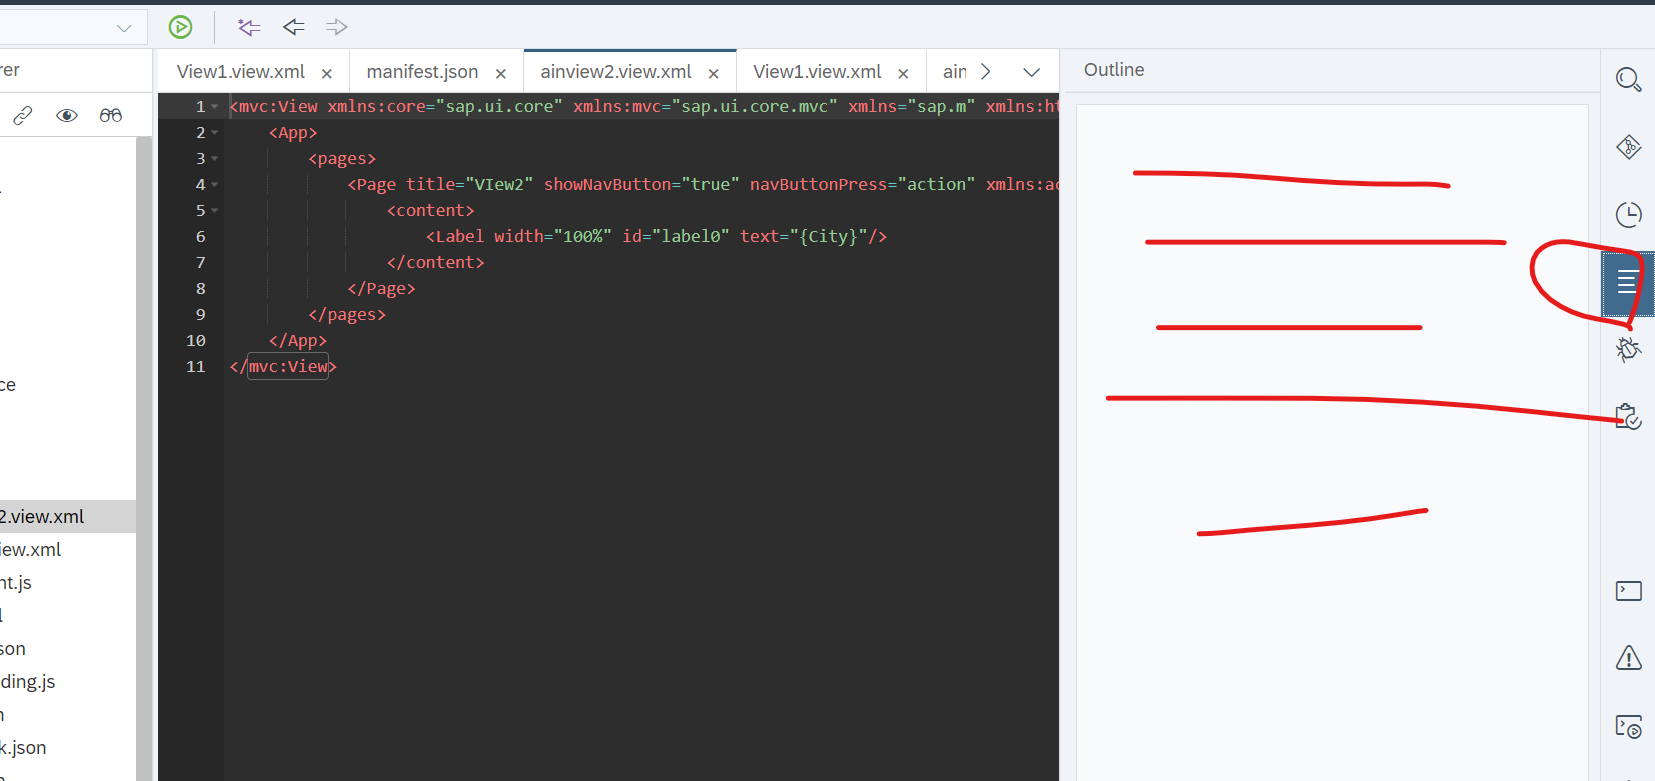 View1.view.xml × manifest.json × ainview2.view.xml × View1.view.xml × ain
Outline
rer
1 <mvc:View xmlns:core="sap.ui.core" xmlns:mvc="sap.ui.core.mvc" xmlns="sap.m" xmlns:ht
2 <App>
3 <pages>
4 <Page title="VIew2" showNavButton="true" navButtonPress="action" xmlns:ac
5 <content>
6 <Label width="100%" id="label0" text="{City}"/>
7 </content>
8 </Page>
9 </pages>
10 </App>
11 </mvc:View>
ce
2.view.xml
iew.xml
nt.js
l
son
ding.js
k.json